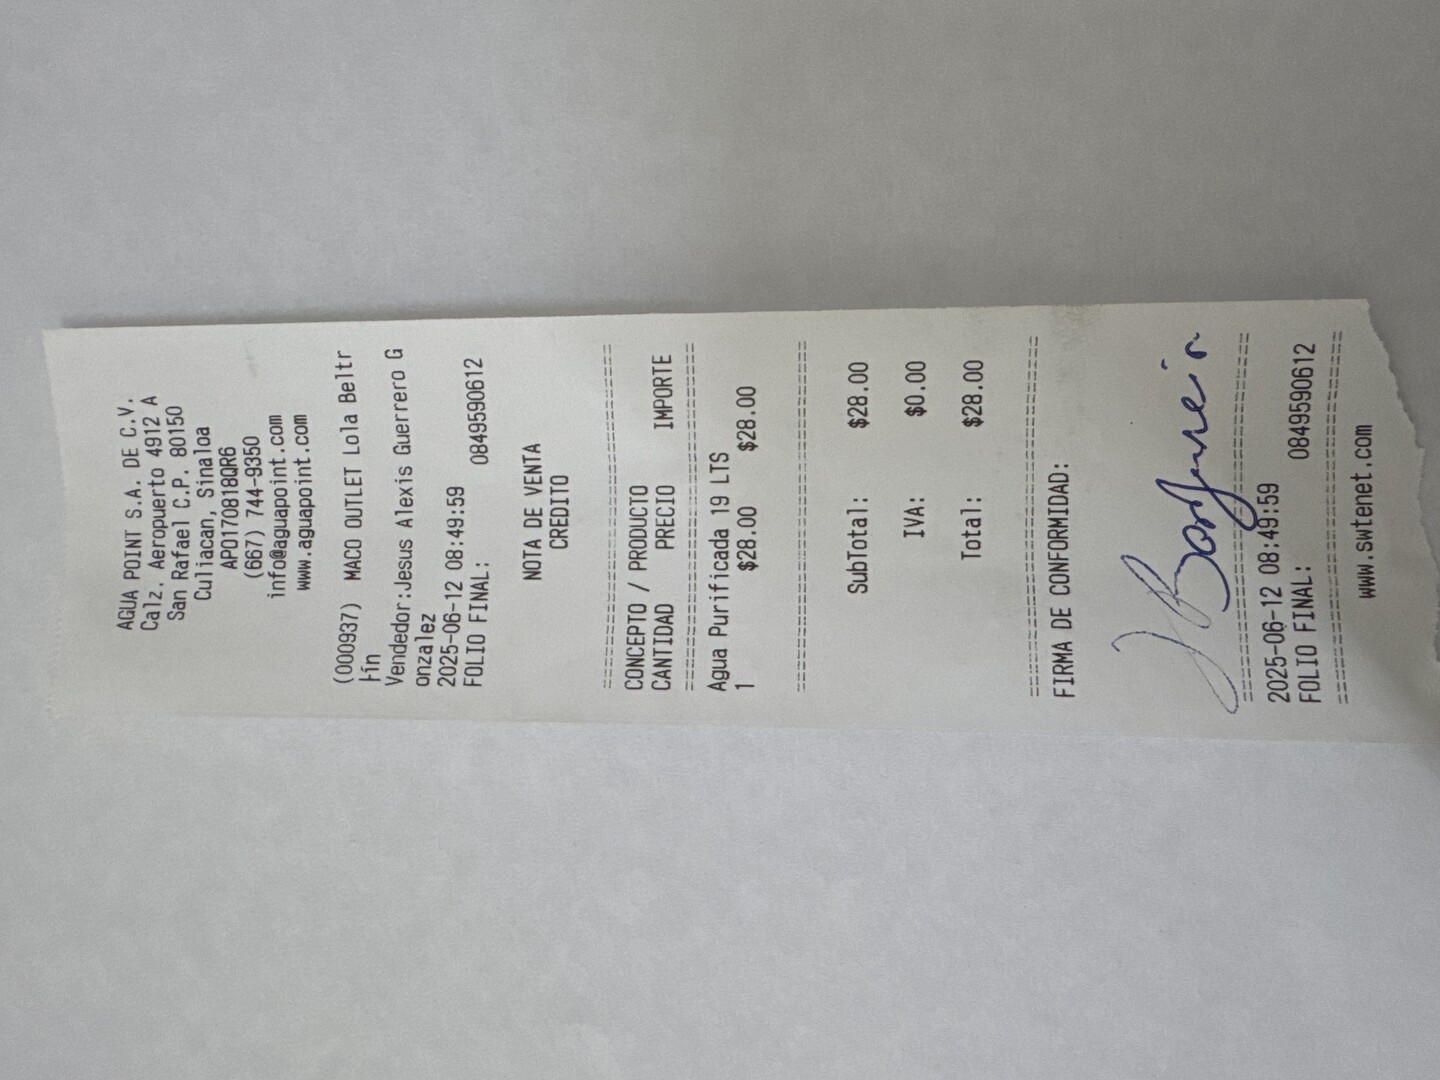 AGUA POINT S.A. DE C.V.
Calz. Aeropuerto 4912 A
San Rafael C.P. 80150
Culiacan, Sinaloa
APO170818QR6
(667) 744-9350
info@aguapoint.com
www.aguapoint.com
(000937) MACO OUTLET Lola Beltr
án
Vendedor:Jesus Alexis Guerrero G
onzalez
2025-06-12 08:49:59
FOLIO FINAL: 0849590612
NOTA DE VENTA
CREDITO
================================
CONCEPTO / PRODUCTO
CANTIDAD PRECIO IMPORTE
================================
Agua Purificada 19 LTS
1 $28.00 $28.00
================================
SubTotal: $28.00
IVA: $0.00
Total: $28.00
================================
FIRMA DE CONFORMIDAD:
================================
2025-06-12 08:49:59
FOLIO FINAL: 0849590612
================================
www.swtenet.com